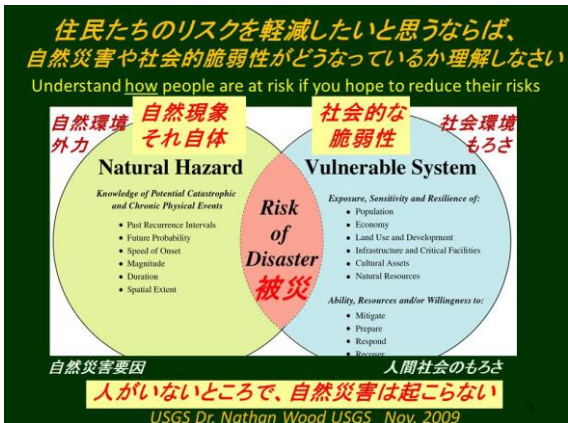 住民たちのリスクを軽減したいと思うならば、
自然災害や社会的脆弱性がどうなっているか理解しなさい
Understand how people are at risk if you hope to reduce their risks
自然環境
外力
自然現象
それ自体
社会的な
脆弱性
社会環境
もろさ
Natural Hazard
Knowledge of Potential Catastrophic
and Chronic Physical Events
• Past Recurrence Intervals
• Future Probability
• Speed of Onset
• Magnitude
• Duration
• Spatial Extent
Risk
of
Disaster
被災
Vulnerable System
Exposure, Sensitivity and Resilience of:
• Population
• Economy
• Land Use and Development
• Infrastructure and Critical Facilities
• Cultural Assets
• Natural Resources
Ability, Resources and/or Willingness to:
• Mitigate
• Prepare
• Respond
• Recover
自然災害要因
人間社会のもろさ
人がいないところで、自然災害は起こらない
USGS Dr. Nathan Wood USGS Nov. 2009